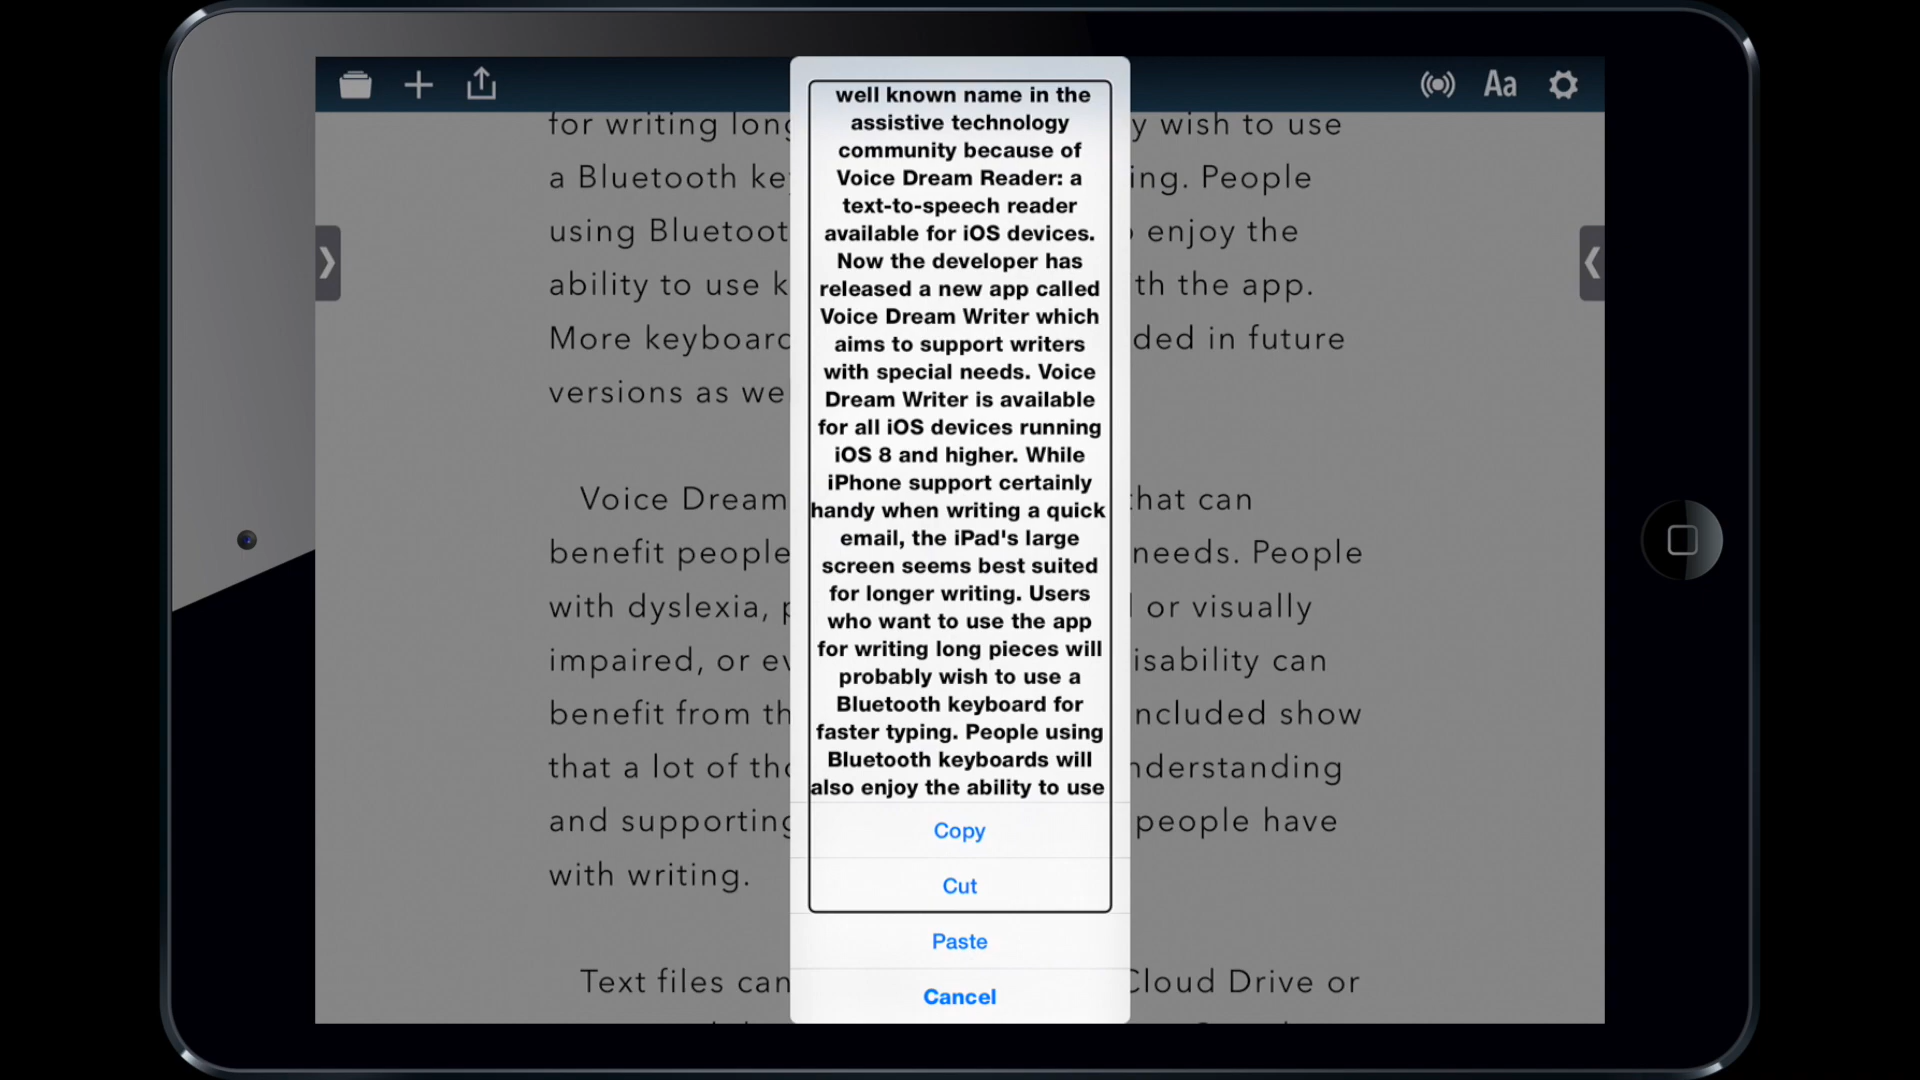 Aa
for writing long
y wish to use
a Bluetooth key
ing. People
using Bluetoot
enjoy the
ability to use k
th the app.
More keyboard
ded in future
versions as we
Voice Dream
that can
benefit people
needs. People
with dyslexia, p
or visually
impaired, or ev
isability can
benefit from th
ncluded show
that a lot of tho
nderstanding
and supporting
people have
with writing.
Text files can
Cloud Drive or
well known name in the
assistive technology
community because of
Voice Dream Reader: a
text-to-speech reader
available for iOS devices.
Now the developer has
released a new app called
Voice Dream Writer which
aims to support writers
with special needs. Voice
Dream Writer is available
for all iOS devices running
iOS 8 and higher. While
iPhone support certainly
handy when writing a quick
email, the iPad's large
screen seems best suited
for longer writing. Users
who want to use the app
for writing long pieces will
probably wish to use a
Bluetooth keyboard for
faster typing. People using
Bluetooth keyboards will
also enjoy the ability to use
Copy
Cut
Paste
Cancel